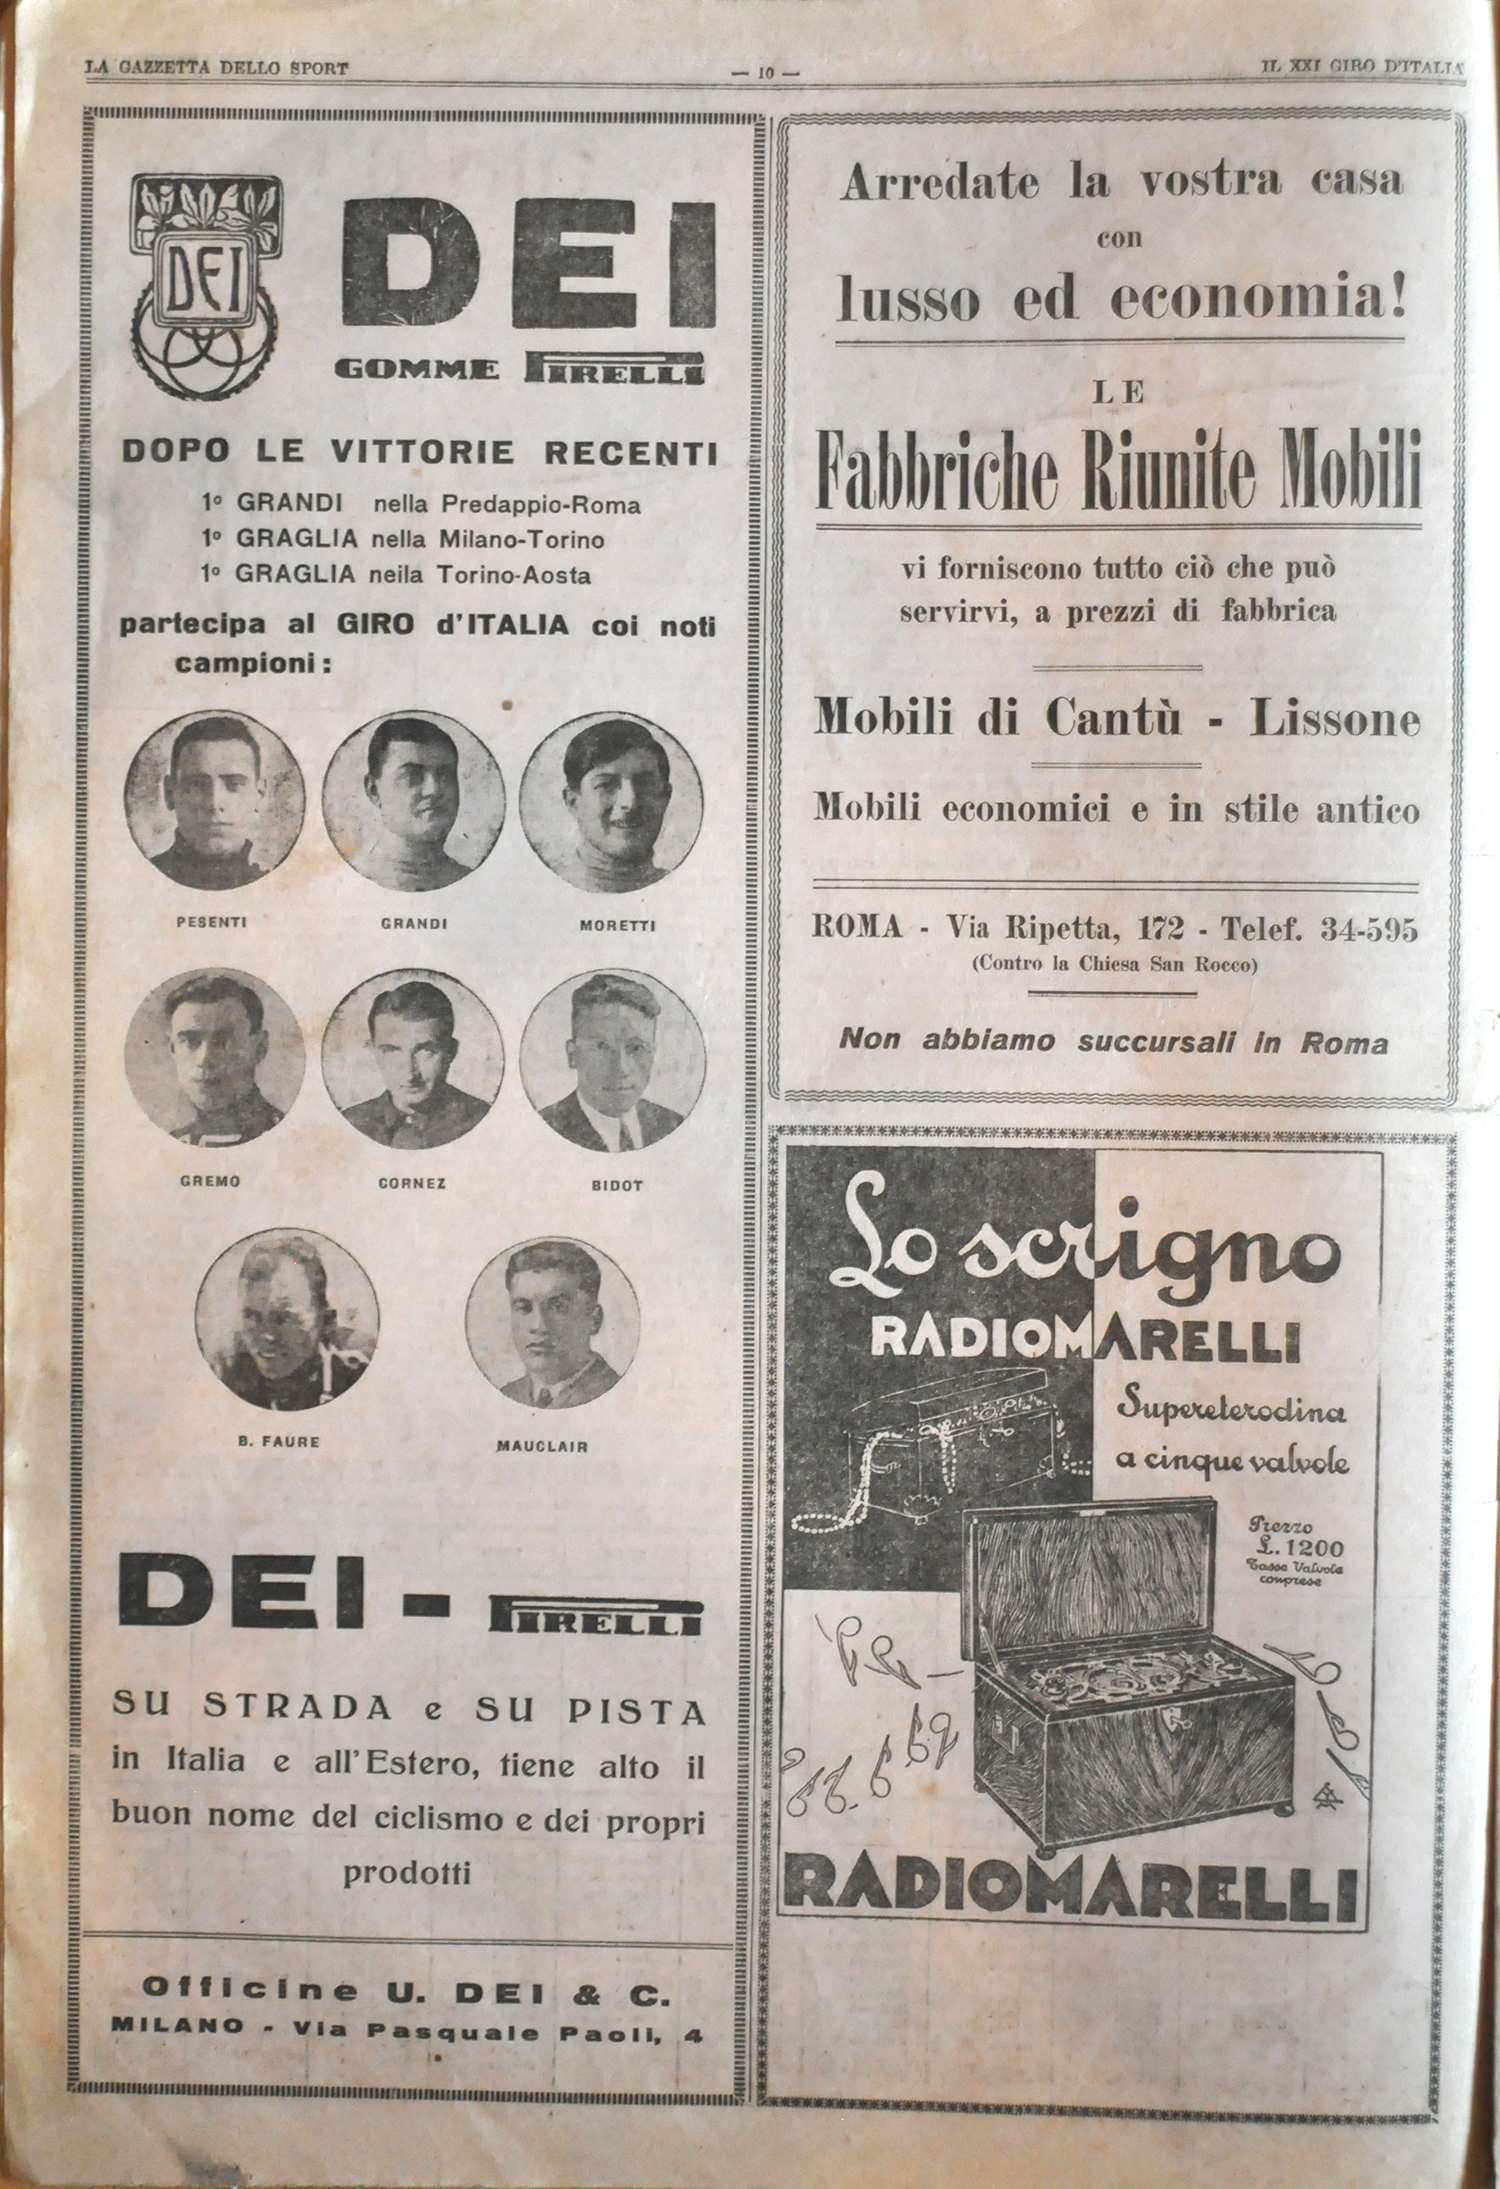 LA GAZZETTA DELLO SPORT
— 10 —
IL XXI GIRO D'ITALIA
DEI
DEI
GOMME PIRELLI
DOPO LE VITTORIE RECENTI
1º GRANDI nella Predappio-Roma
1º GRAGLIA nella Milano-Torino
1º GRAGLIA neila Torino-Aosta
partecipa al GIRO d'ITALIA coi noti
campioni:
PESENTI
GRANDI
MORETTI
GREMO
CORNEZ
BIDOT
B. FAURE
MAUCLAIR
DEI - PIRELLI
SU STRADA e SU PISTA
in Italia e all'Estero, tiene alto il
buon nome del ciclismo e dei propri
prodotti
Officine U. DEI & C.
MILANO - Via Pasquale Paoli, 4
Arredate la vostra casa
con
lusso ed economia!
LE
Fabbriche Riunite Mobili
vi forniscono tutto ciò che può
servirvi, a prezzi di fabbrica
Mobili di Cantù - Lissone
Mobili economici e in stile antico
ROMA - Via Ripetta, 172 - Telef. 34-595
(Contro la Chiesa San Rocco)
Non abbiamo succursali in Roma
Lo scrigno
RADIOMARELLI
Supereterodina
a cinque valvole
Prezzo
L. 1200
Tasse Valvole
comprese
RADIOMARELLI